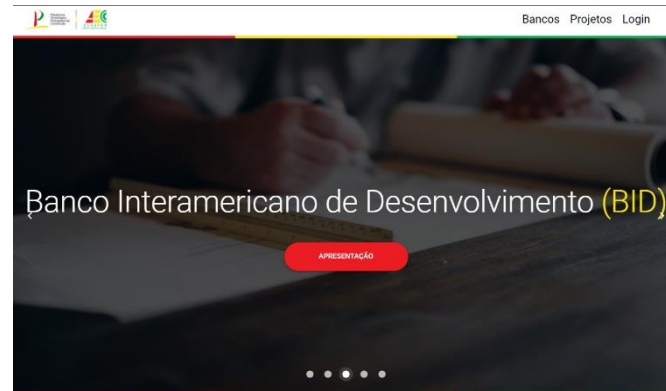 Bancos Projetos Login
Banco Interamericano de Desenvolvimento (BID)
APRESENTAÇÃO